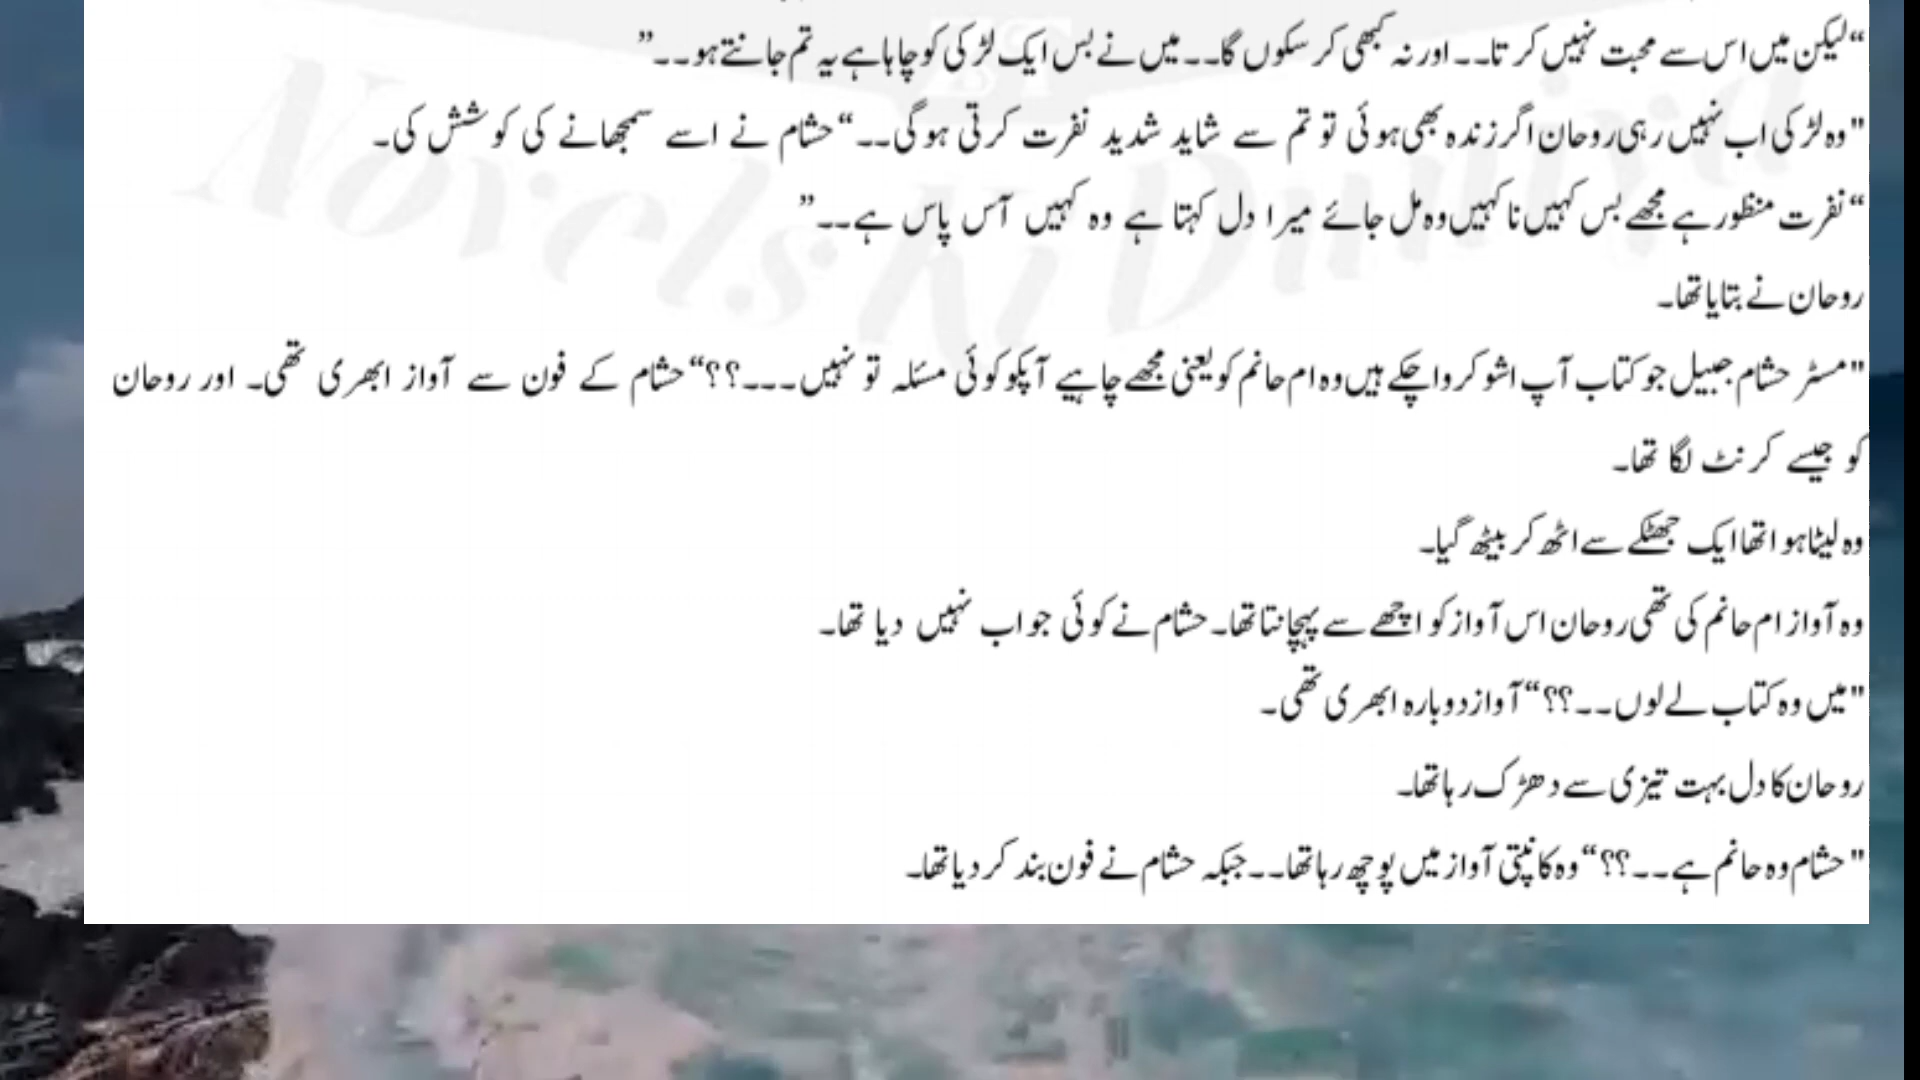 “لیکن میں اس سے محبت نہیں کرتا۔۔اور نہ کبھی کر سکوں گا۔۔میں نے بس ایک لڑکی کو چاہا ہے یہ تم جانتے ہو۔۔”
"وہ لڑکی اب نہیں رہی روحان اگر زندہ بھی ہوئی تو تم سے شاید شدید نفرت کرتی ہوگی۔۔“حشام نے اسے سمجھانے کی کوشش کی۔
“نفرت منظور ہے مجھے بس کہیں نا کہیں وہ مل جائے میرا دل کہتا ہے وہ کہیں آس پاس ہے۔۔”
روحان نے بتایا تھا۔
"مسٹر حشام جبیل جو کتاب آپ اشو کروا چکے ہیں وہ ام حانم کو یعنی مجھے چاہیے آپکو کوئی مسئلہ تو نہیں۔۔۔؟؟“حشام کے فون سے آواز ابھری تھی۔ اور روحان
کو جیسے کرنٹ لگا تھا۔
وہ لیٹا ہوا تھا ایک جھٹکے سے اٹھ کر بیٹھ گیا۔
وہ آواز ام حانم کی تھی روحان اس آواز کو اچھے سے پہچانتا تھا۔حشام نے کوئی جواب نہیں دیا تھا۔
"میں وہ کتاب لے لوں۔۔؟؟“آواز دوبارہ ابھری تھی۔
روحان کا دل بہت تیزی سے دھڑک رہا تھا۔
"حشام وہ حانم ہے۔۔؟؟“وہ کانپتی آواز میں پوچھ رہا تھا۔۔جبکہ حشام نے فون بند کر دیا تھا۔
Novels Ki Duniya